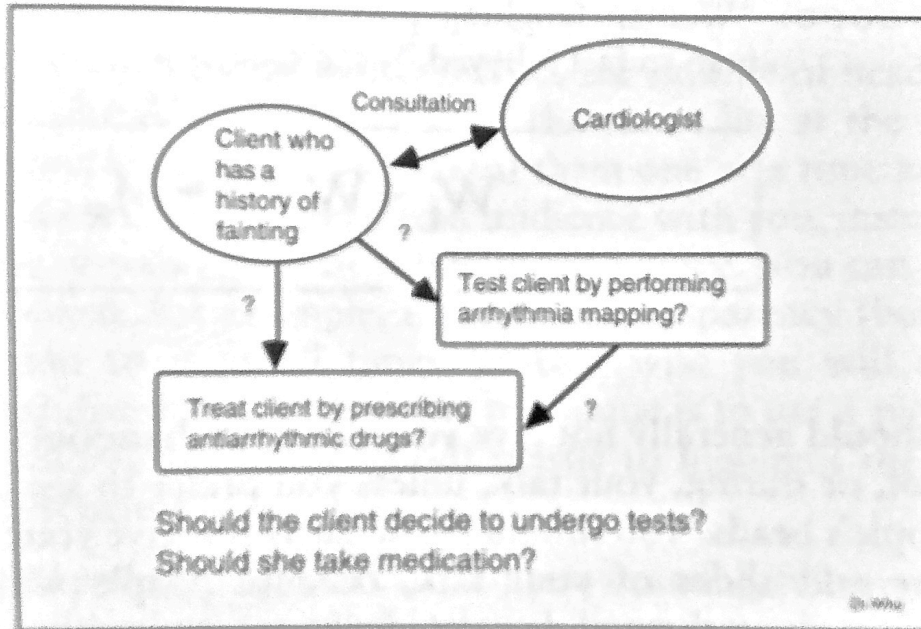 Consultation
Cardiologist
Client who
has a
history of
fainting
?
?
Test client by performing
arrhythmia mapping?
Treat client by prescribing
antiarrhythmic drugs?
?
Should the client decide to undergo tests?
Should she take medication?